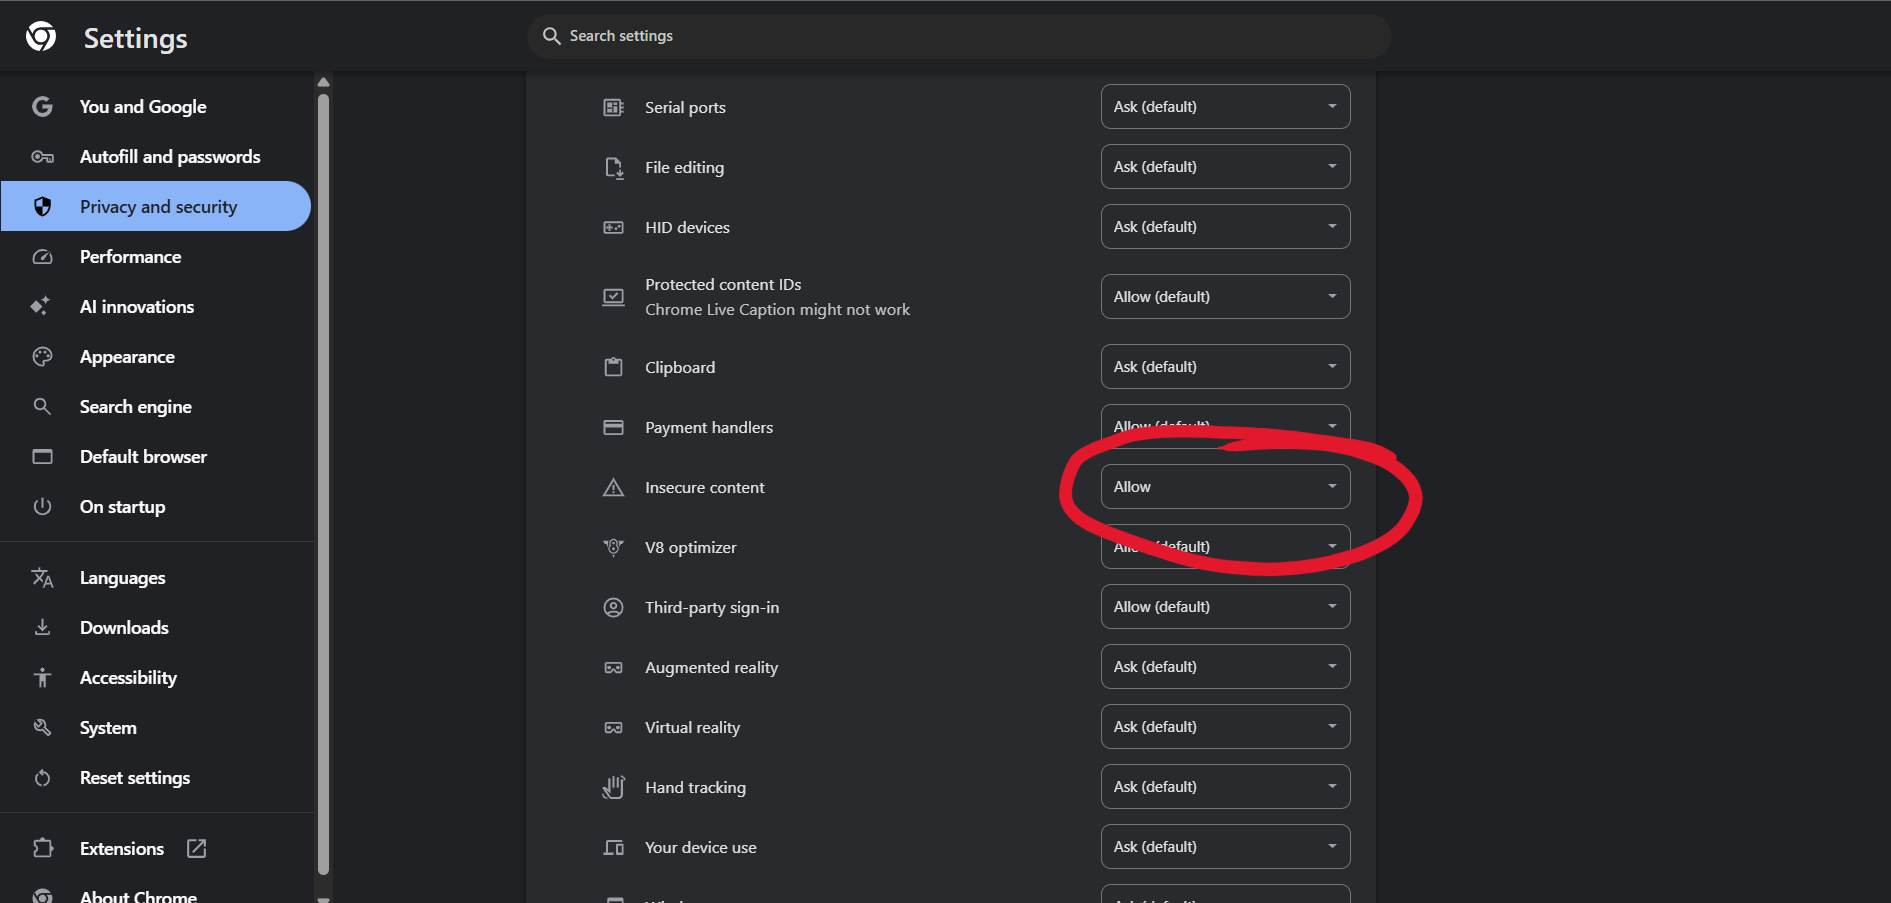 Settings
Search settings
You and Google
Autofill and passwords
Privacy and security
Performance
AI innovations
Appearance
Search engine
Default browser
On startup
Languages
Downloads
Accessibility
System
Reset settings
Extensions
About Chrome
Serial ports
Ask (default)
File editing
Ask (default)
HID devices
Ask (default)
Protected content IDs
Chrome Live Caption might not work
Allow (default)
Clipboard
Ask (default)
Payment handlers
Allow (default)
Insecure content
Allow
V8 optimizer
Allow (default)
Third-party sign-in
Allow (default)
Augmented reality
Ask (default)
Virtual reality
Ask (default)
Hand tracking
Ask (default)
Your device use
Ask (default)